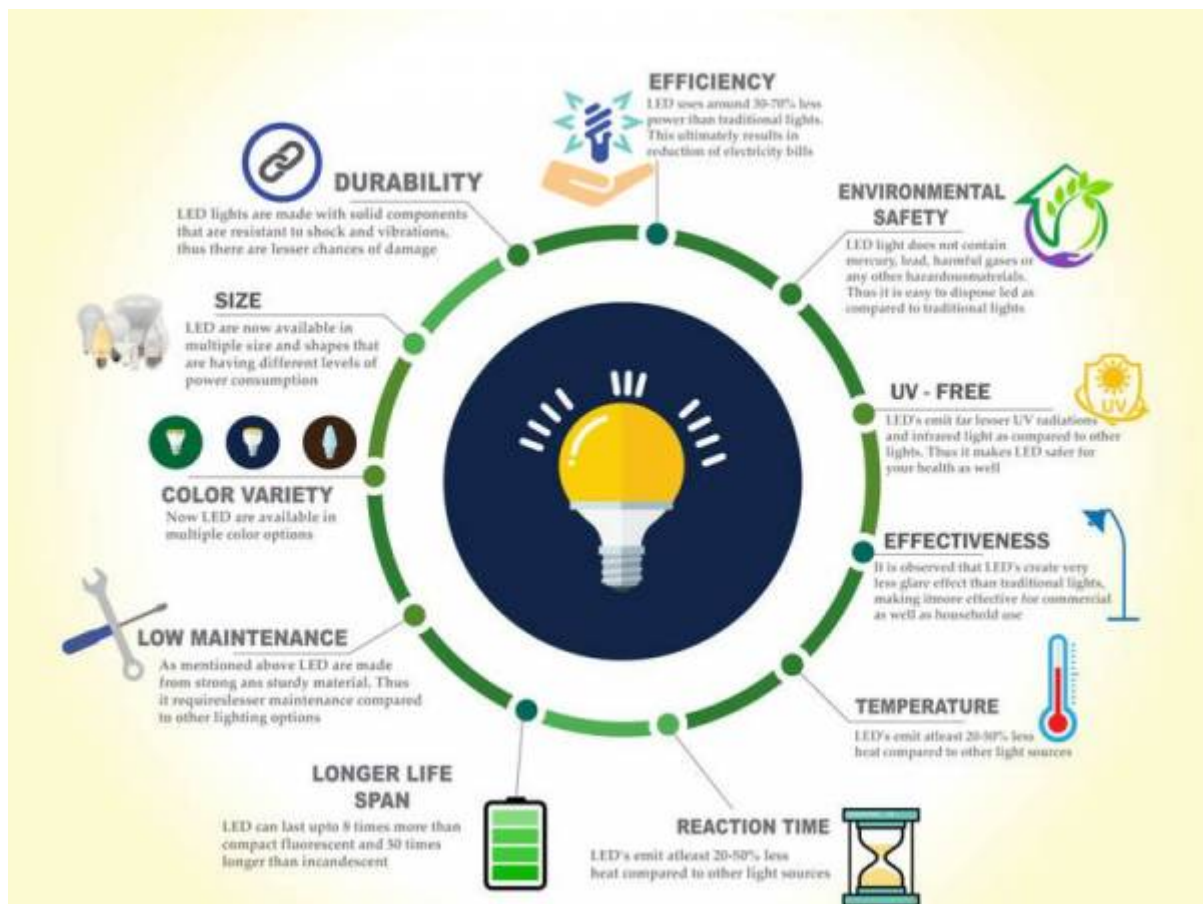 EFFICIENCY
LED uses around 30-70% less
power than traditional lights.
This ultimately results in
reduction of electricity bills
ENVIRONMENTAL
SAFETY
LED light does not contain
mercury, lead, harmful gases or
any other hazardousmaterials.
Thus it is easy to dispose led as
compared to traditional lights
UV - FREE
UV
LED's emit far lesser UV radiations
and infrared light as compared to other
lights. Thus it makes LED safer for
your health as well
EFFECTIVENESS
It is observed that LED's create very
less glare effect than traditional lights,
making itmore effective for commercial
as well as household use
TEMPERATURE
LED's emit atleast 20-50% less
heat compared to other light sources
REACTION TIME
LED's emit atleast 20-50% less
heat compared to other light sources
LONGER LIFE
SPAN
LED can last upto 8 times more than
compact fluorescent and 50 times
longer than incandescent
LOW MAINTENANCE
As mentioned above LED are made
from strong ans sturdy material. Thus
it requireslesser maintenance compared
to other lighting options
COLOR VARIETY
Now LED are available in
multiple color options
SIZE
LED are now available in
multiple size and shapes that
are having different levels of
power consumption
DURABILITY
LED lights are made with solid components
that are resistant to shock and vibrations,
thus there are lesser chances of damage